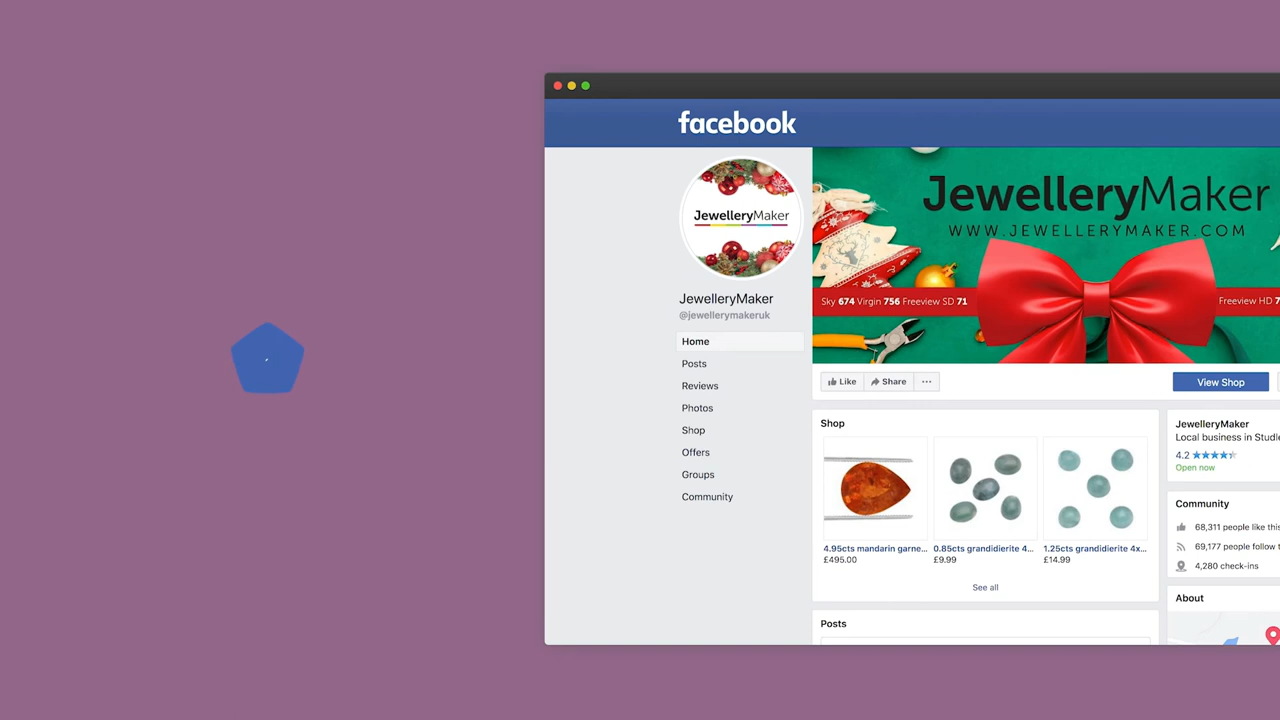 facebook
JewelleryMaker
JewelleryMaker
@jewellerymakeruk
Home
Posts
Reviews
Photos
Shop
Offers
Groups
Community
JewelleryMaker
WWW.JEWELLERYMAKER.COM
Sky 674 Virgin 756 Freeview SD 71
Freeview HD 7
Like
Share
View Shop
Shop
4.95cts mandarin garne...
£495.00
0.85cts grandidierite 4...
£9.99
1.25cts grandidierite 4x...
£14.99
See all
Posts
JewelleryMaker
Local business in Studle
4.2
Open now
Community
68,311 people like this
69,177 people follow t
4,280 check-ins
About